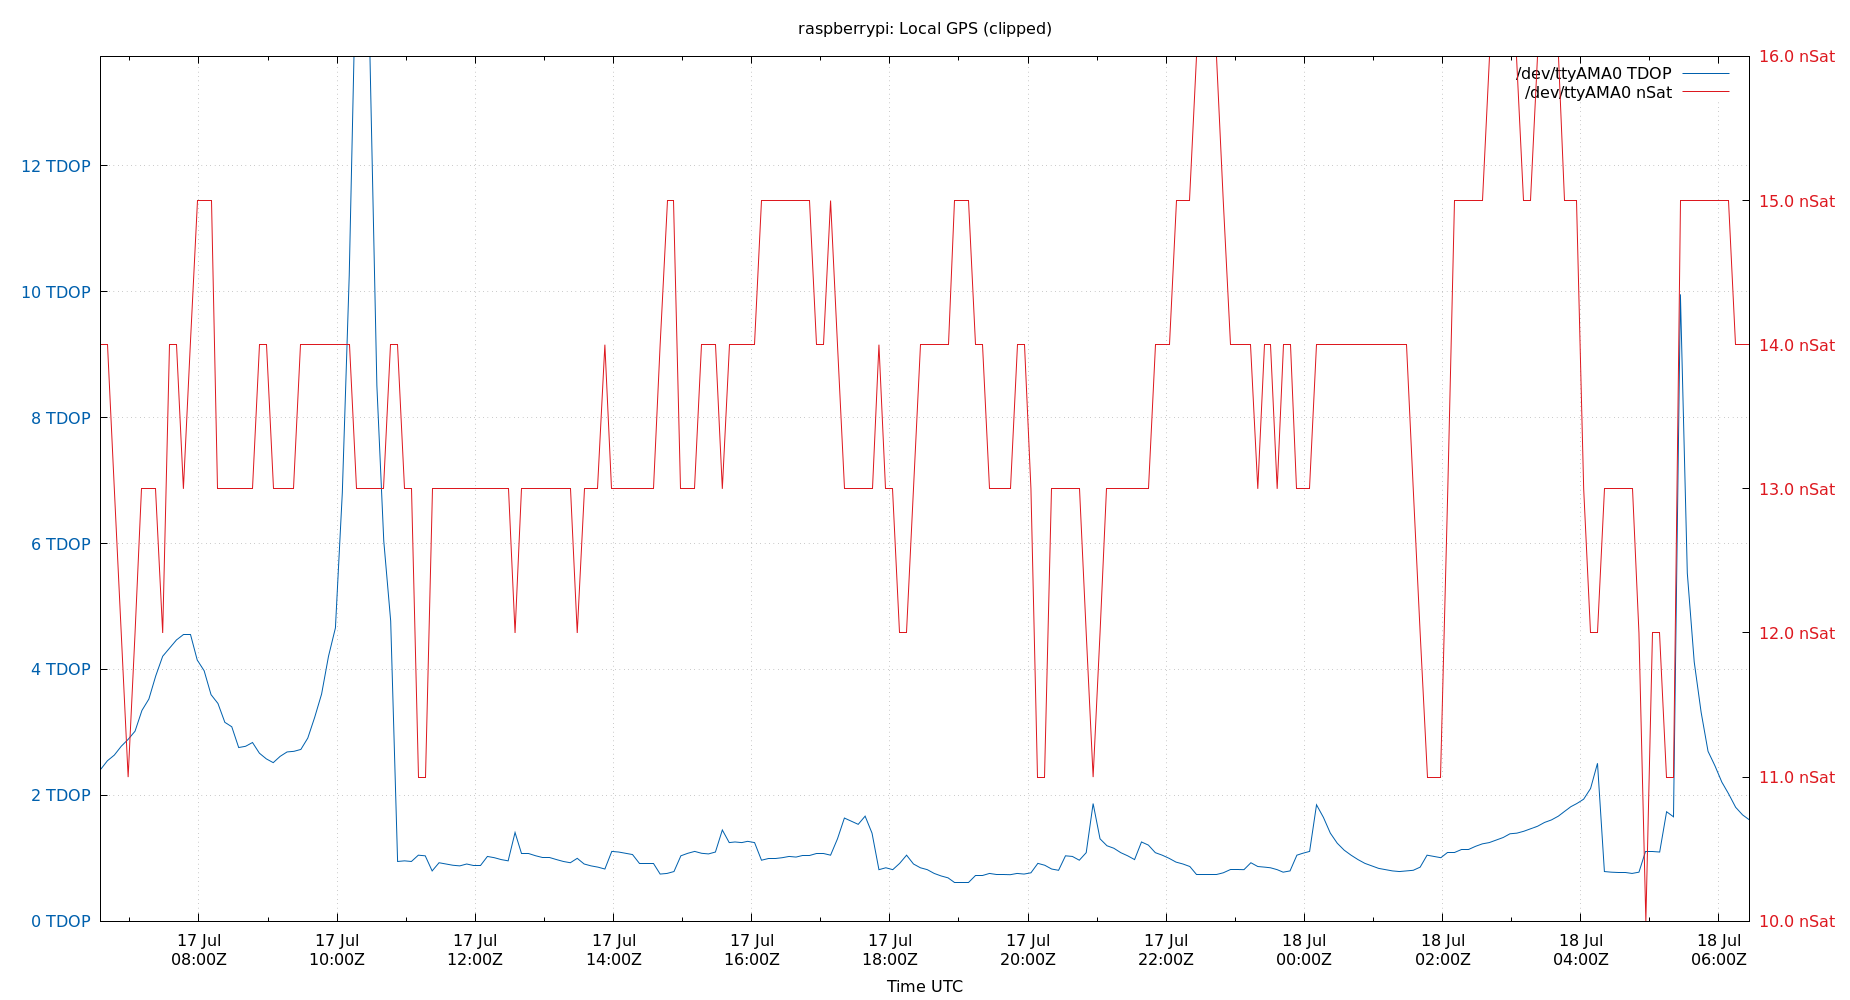 raspberrypi: Local GPS (clipped)
16.0 nSat
/dev/ttyAMA0 TDOP
/dev/ttyAMA0 nSat
12 TDOP
15.0 nSat
10 TDOP
14.0 nSat
8 TDOP
13.0 nSat
6 TDOP
12.0 nSat
4 TDOP
11.0 nSat
2 TDOP
0 TDOP
10.0 nSat
17 Jul 17 Jul 17 Jul 17 Jul 17 Jul 17 Jul 17 Jul 17 Jul 18 Jul 18 Jul 18 Jul 18 Jul
08:00Z 10:00Z 12:00Z 14:00Z 16:00Z 18:00Z 20:00Z 22:00Z 00:00Z 02:00Z 04:00Z 06:00Z
Time UTC